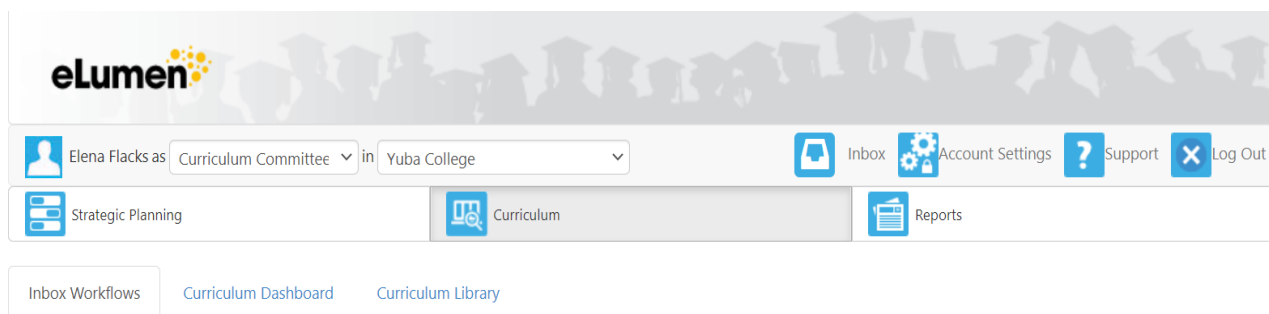 eLumen
Elena Flacks as Curriculum Committee in Yuba College Inbox Account Settings ? Support Log Out
Strategic Planning Curriculum Reports
Inbox Workflows Curriculum Dashboard Curriculum Library